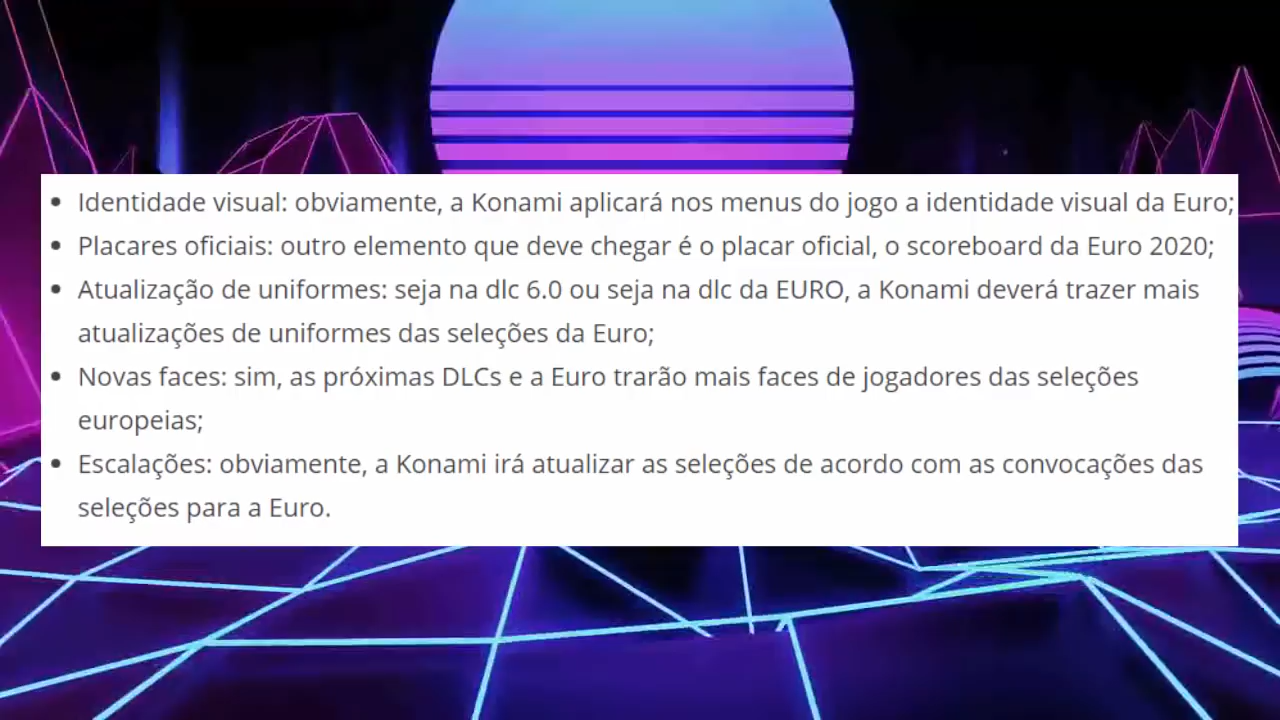 • Identidade visual: obviamente, a Konami aplicará nos menus do jogo a identidade visual da Euro;
• Placares oficiais: outro elemento que deve chegar é o placar oficial, o scoreboard da Euro 2020;
• Atualização de uniformes: seja na dlc 6.0 ou seja na dlc da EURO, a Konami deverá trazer mais
atualizações de uniformes das seleções da Euro;
• Novas faces: sim, as próximas DLCs e a Euro trarão mais faces de jogadores das seleções
europeias;
• Escalações: obviamente, a Konami irá atualizar as seleções de acordo com as convocações das
seleções para a Euro.